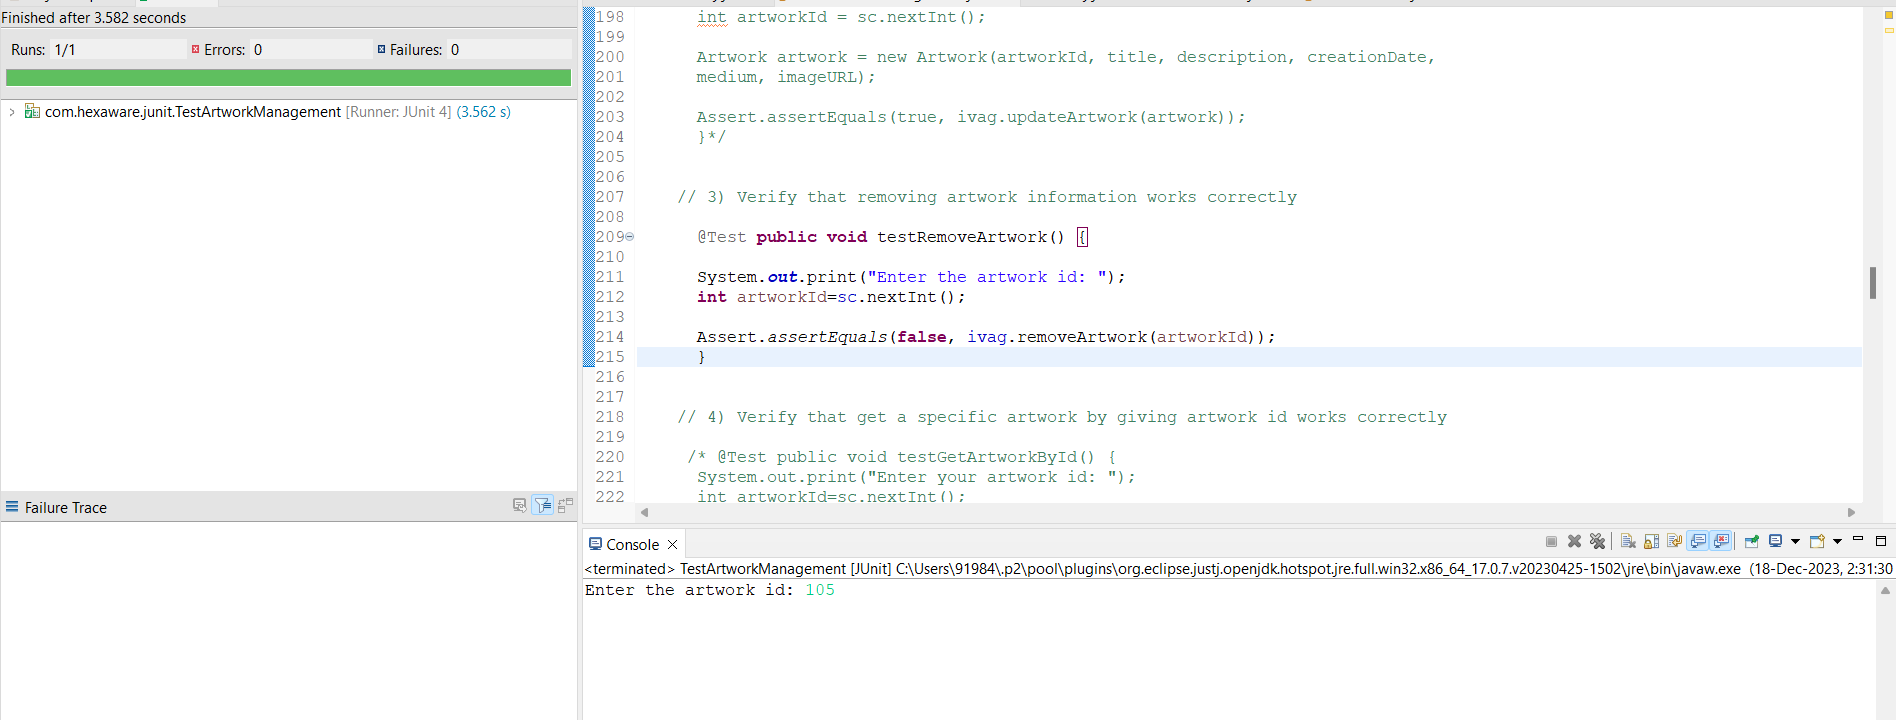 Finished after 3.582 seconds
Runs: 1/1 Errors: 0 Failures: 0
com.hexaware.junit.TestArtworkManagement [Runner: JUnit 4] (3.562 s)
Failure Trace
198 int artworkId = sc.nextInt();
199
200 Artwork artwork = new Artwork(artworkId, title, description, creationDate,
201 medium, imageURL);
202
203 Assert.assertEquals(true, ivag.updateArtwork(artwork));
204 }*/
205
206
207 // 3) Verify that removing artwork information works correctly
208
209 @Test public void testRemoveArtwork() {
210
211 System.out.print("Enter the artwork id: ");
212 int artworkId=sc.nextInt();
213
214 Assert.assertEquals(false, ivag.removeArtwork(artworkId));
215 }
216
217
218 // 4) Verify that get a specific artwork by giving artwork id works correctly
219
220 /* @Test public void testGetArtworkById() {
221 System.out.print("Enter your artwork id: ");
222 int artworkId=sc.nextInt();
Console
<terminated> TestArtworkManagement [JUnit] C:\Users\91984\.p2\pool\plugins\org.eclipse.justj.openjdk.hotspot.jre.full.win32.x86_64_17.0.7.v20230425-1502\jre\bin\javaw.exe (18-Dec-2023, 2:31:30
Enter the artwork id: 105